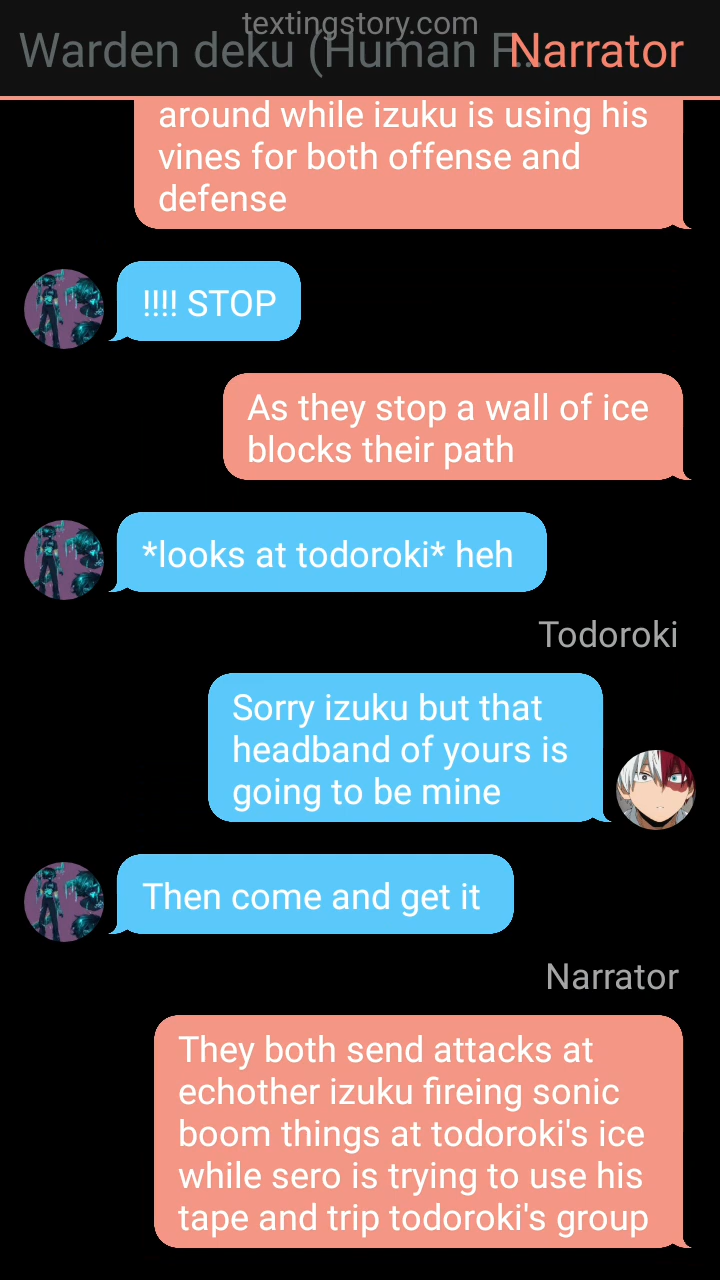 textingstory.com
Warden deku (Human F...
Narrator
around while izuku is using his
vines for both offense and
defense
!!!! STOP
As they stop a wall of ice
blocks their path
*looks at todoroki* heh
Todoroki
Sorry izuku but that
headband of yours is
going to be mine
Then come and get it
Narrator
They both send attacks at
echother izuku fireing sonic
boom things at todoroki's ice
while sero is trying to use his
tape and trip todoroki's group